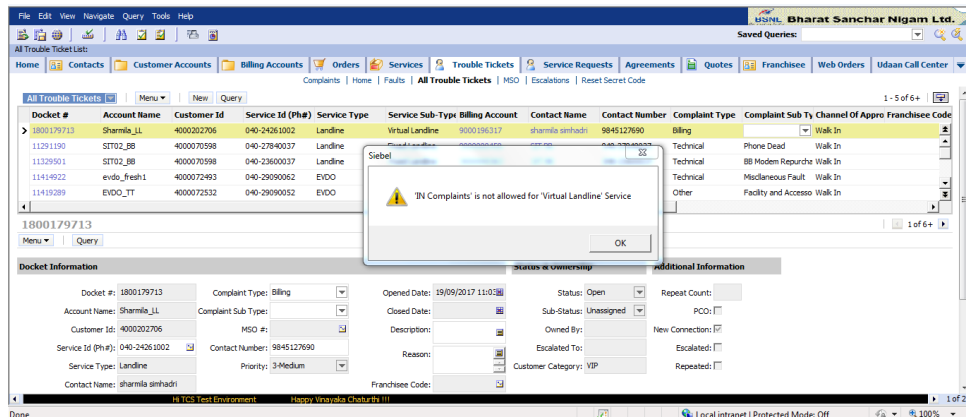 File Edit View Navigate Query Tools Help
BSNL Bharat Sanchar Nigam Ltd.
Saved Queries:
All Trouble Ticket List:
Home Contacts Customer Accounts Billing Accounts Orders Services Trouble Tickets Service Requests Agreements Quotes Franchisee Web Orders Udaan Call Center
Complaints | Home | Faults | All Trouble Tickets | MSO | Escalations | Reset Secret Code
All Trouble Tickets Menu New Query 1 - 5 of 6+
Docket # Account Name Customer Id Service Id (Ph#) Service Type Service Sub-Type Billing Account Contact Name Contact Number Complaint Type Complaint Sub Ty Channel Of Appro Franchisee Code
1800179713 Sharmila_LL 4000202706 040-24261002 Landline Virtual Landline 9000196317 sharmila simhadri 9845127690 Billing Walk In
11291190 SIT02_BB 4000070598 040-27840037 Landline Technical Phone Dead Walk In
11329501 SIT02_BB 4000070598 040-23600037 Landline Technical BB Modem Repurcha Walk In
11414922 evdo_fresh1 4000072493 040-29090062 EVDO Technical Miscllaneous Fault Walk In
11419289 EVDO_TT 4000072532 040-29090052 EVDO Other Facility and Accesso Walk In
Siebel
'IN Complaints' is not allowed for 'Virtual Landline' Service
OK
1800179713 1 of 6+
Menu Query
Docket Information Status & Ownership Additional Information
Docket #: 1800179713 Complaint Type: Billing Opened Date: 19/09/2017 11:03 Status: Open Repeat Count:
Account Name: Sharmila_LL Complaint Sub Type: Closed Date: Sub-Status: Unassigned PCO:
Customer Id: 4000202706 MSO #: Description: Owned By: New Connection:
Service Id (Ph#): 040-24261002 Contact Number: 9845127690 Reason: Escalated To: Escalated:
Service Type: Landline Priority: 3-Medium Customer Category: VIP Repeated:
Contact Name: sharmila simhadri Franchisee Code:
Hi TCS Test Environment Happy Vinayaka Chaturthi !!! 1 of 2
Done Local intranet | Protected Mode: Off 100%